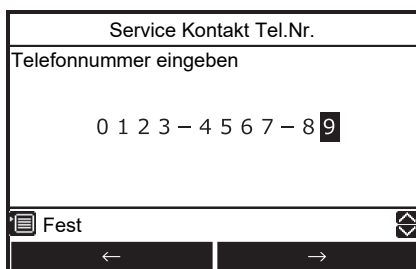 Service Kontakt Tel.Nr.
Telefonnummer eingeben
0123-4567-89
Fest
← →